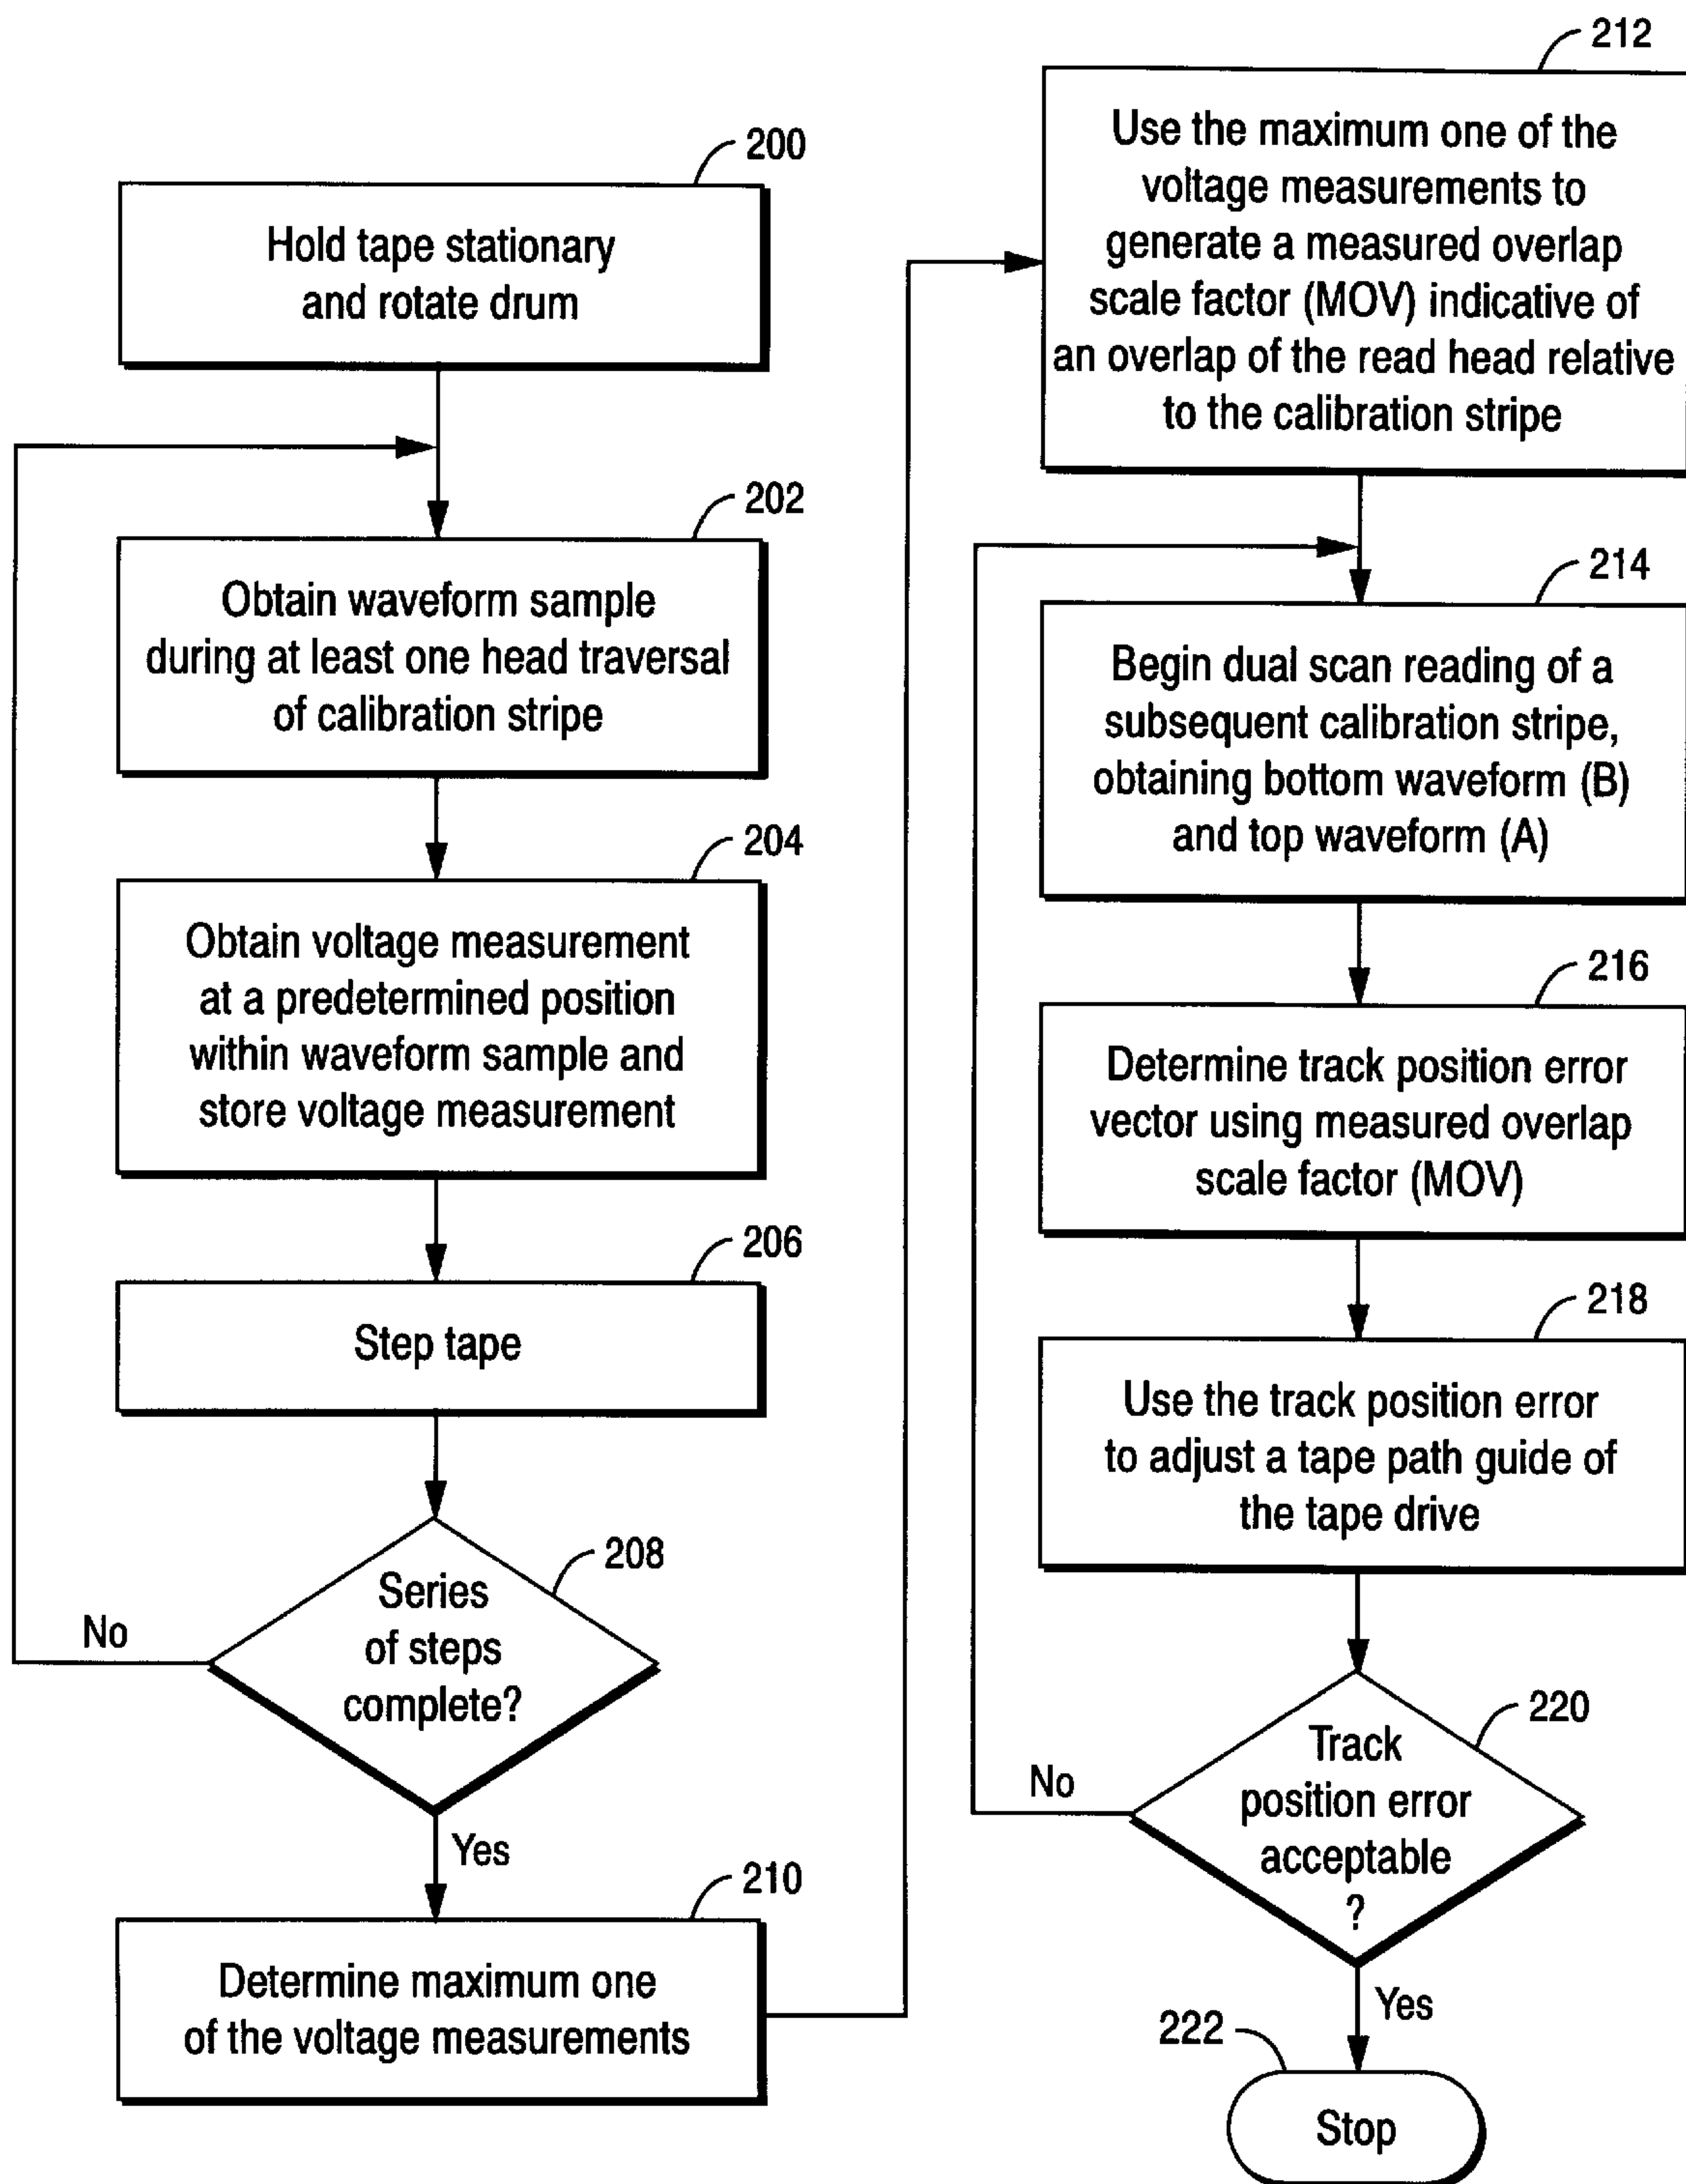 200
Hold tape stationary
and rotate drum
202
Obtain waveform sample
during at least one head traversal
of calibration stripe
204
Obtain voltage measurement
at a predetermined position
within waveform sample and
store voltage measurement
206
Step tape
208
Series
of steps
complete?
No
Yes
210
Determine maximum one
of the voltage measurements
212
Use the maximum one of the
voltage measurements to
generate a measured overlap
scale factor (MOV) indicative of
an overlap of the read head relative
to the calibration stripe
214
Begin dual scan reading of a
subsequent calibration stripe,
obtaining bottom waveform (B)
and top waveform (A)
216
Determine track position error
vector using measured overlap
scale factor (MOV)
218
Use the track position error
to adjust a tape path guide of
the tape drive
220
Track
position error
acceptable
?
No
Yes
222
Stop